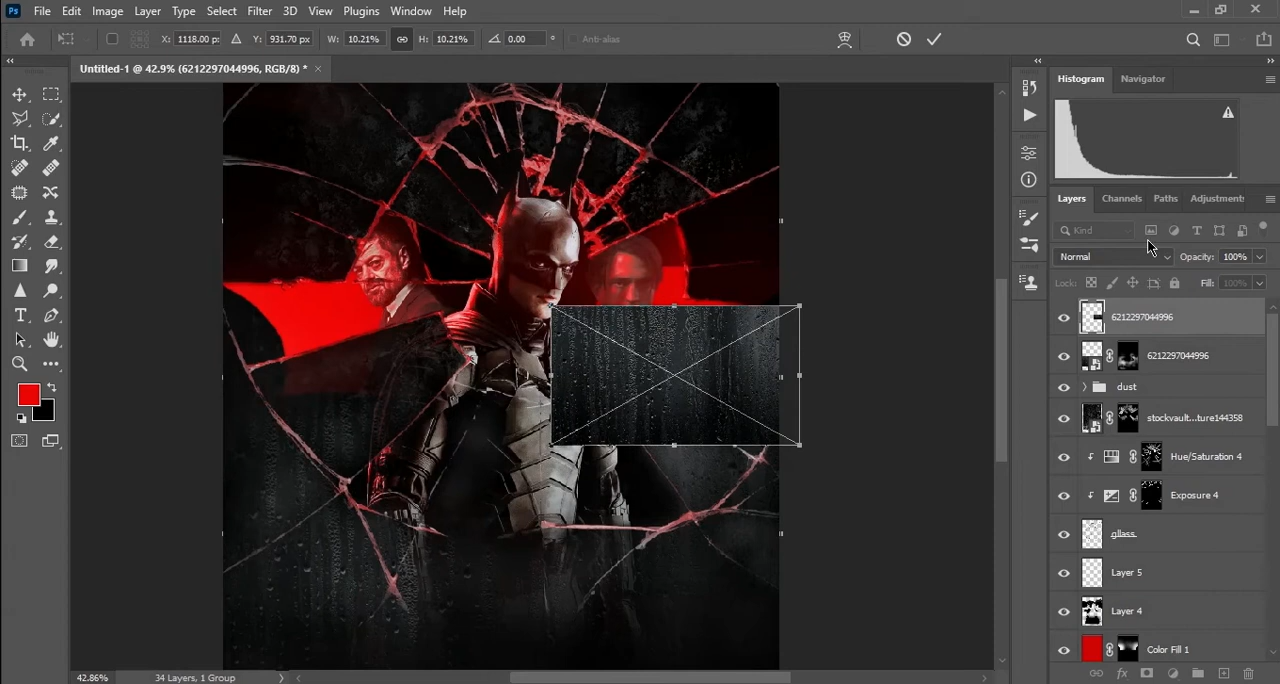 Ps File Edit Image Layer Type Select Filter 3D View Plugins Window Help
X: 1118.00 p: Y: 931.70 px W: 10.21% H: 10.21% 0.00 ° Anti-alias
Untitled-1 @ 42.9% (6212297044996, RGB/8) * ×
Histogram Navigator
Layers Channels Paths Adjustments
Kind
Normal Opacity: 100%
Lock: Fill: 100%
6212297044996
6212297044996
dust
stockvault...ture144358
Hue/Saturation 4
Exposure 4
gllass.
Layer 5
Layer 4
Color Fill 1
42.86% 34 Layers, 1 Group